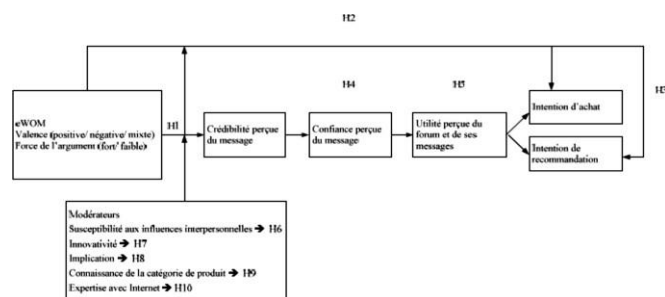 H2
H3
H4
H5
eWOM
Valence (positive/ négative/ mixte)
Force de l'argument (fort/ faible)
H1
Crédibilité perçue
du message
Confiance perçue
du message
Utilité perçue du
forum et de ses
messages
Intention d'achat
Intention de
recommandation
Modérateurs
Susceptibilité aux influences interpersonnelles → H6
Innovativité → H7
Implication → H8
Connaissance de la catégorie de produit → H9
Expertise avec Internet → H10